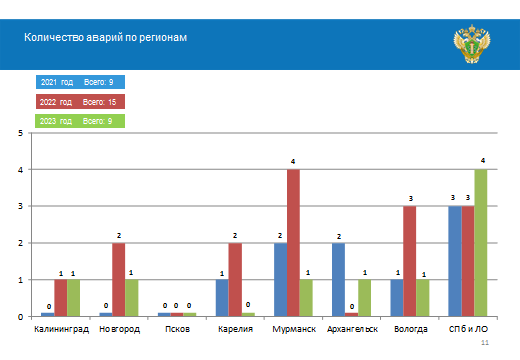 Количество аварий по регионам
2021 год Всего: 9
2022 год Всего: 15
2023 год Всего: 9
5
4
3
2
1
0
0 1 1
0 2 1
0 0 0
1 2 0
2 4 1
2 0 1
1 3 1
3 3 4
Калининград Новгород Псков Карелия Мурманск Архангельск Вологда СПб и ЛО
11